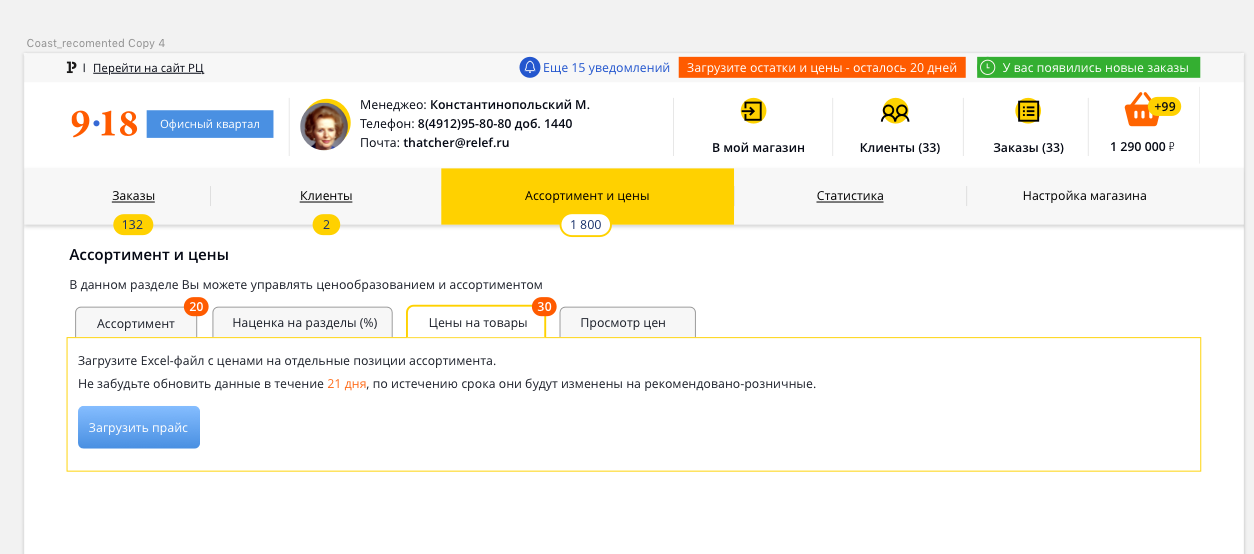 Coast_recomented Copy 4
Перейти на сайт РЦ
Еще 15 уведомлений
Загрузите остатки и цены - осталось 20 дней
У вас появились новые заказы
9·18
Офисный квартал
Менеджео: Константинопольский М.
Телефон: 8(4912)95-80-80 доб. 1440
Почта: thatcher@relef.ru
В мой магазин
Клиенты (33)
Заказы (33)
+99
1 290 000 ₽
Заказы
Клиенты
Ассортимент и цены
Статистика
Настройка магазина
132
2
1 800
Ассортимент и цены
В данном разделе Вы можете управлять ценообразованием и ассортиментом
Ассортимент
20
Наценка на разделы (%)
Цены на товары
30
Просмотр цен
Загрузите Excel-файл с ценами на отдельные позиции ассортимента.
Не забудьте обновить данные в течение 21 дня, по истечению срока они будут изменены на рекомендовано-розничные.
Загрузить прайс